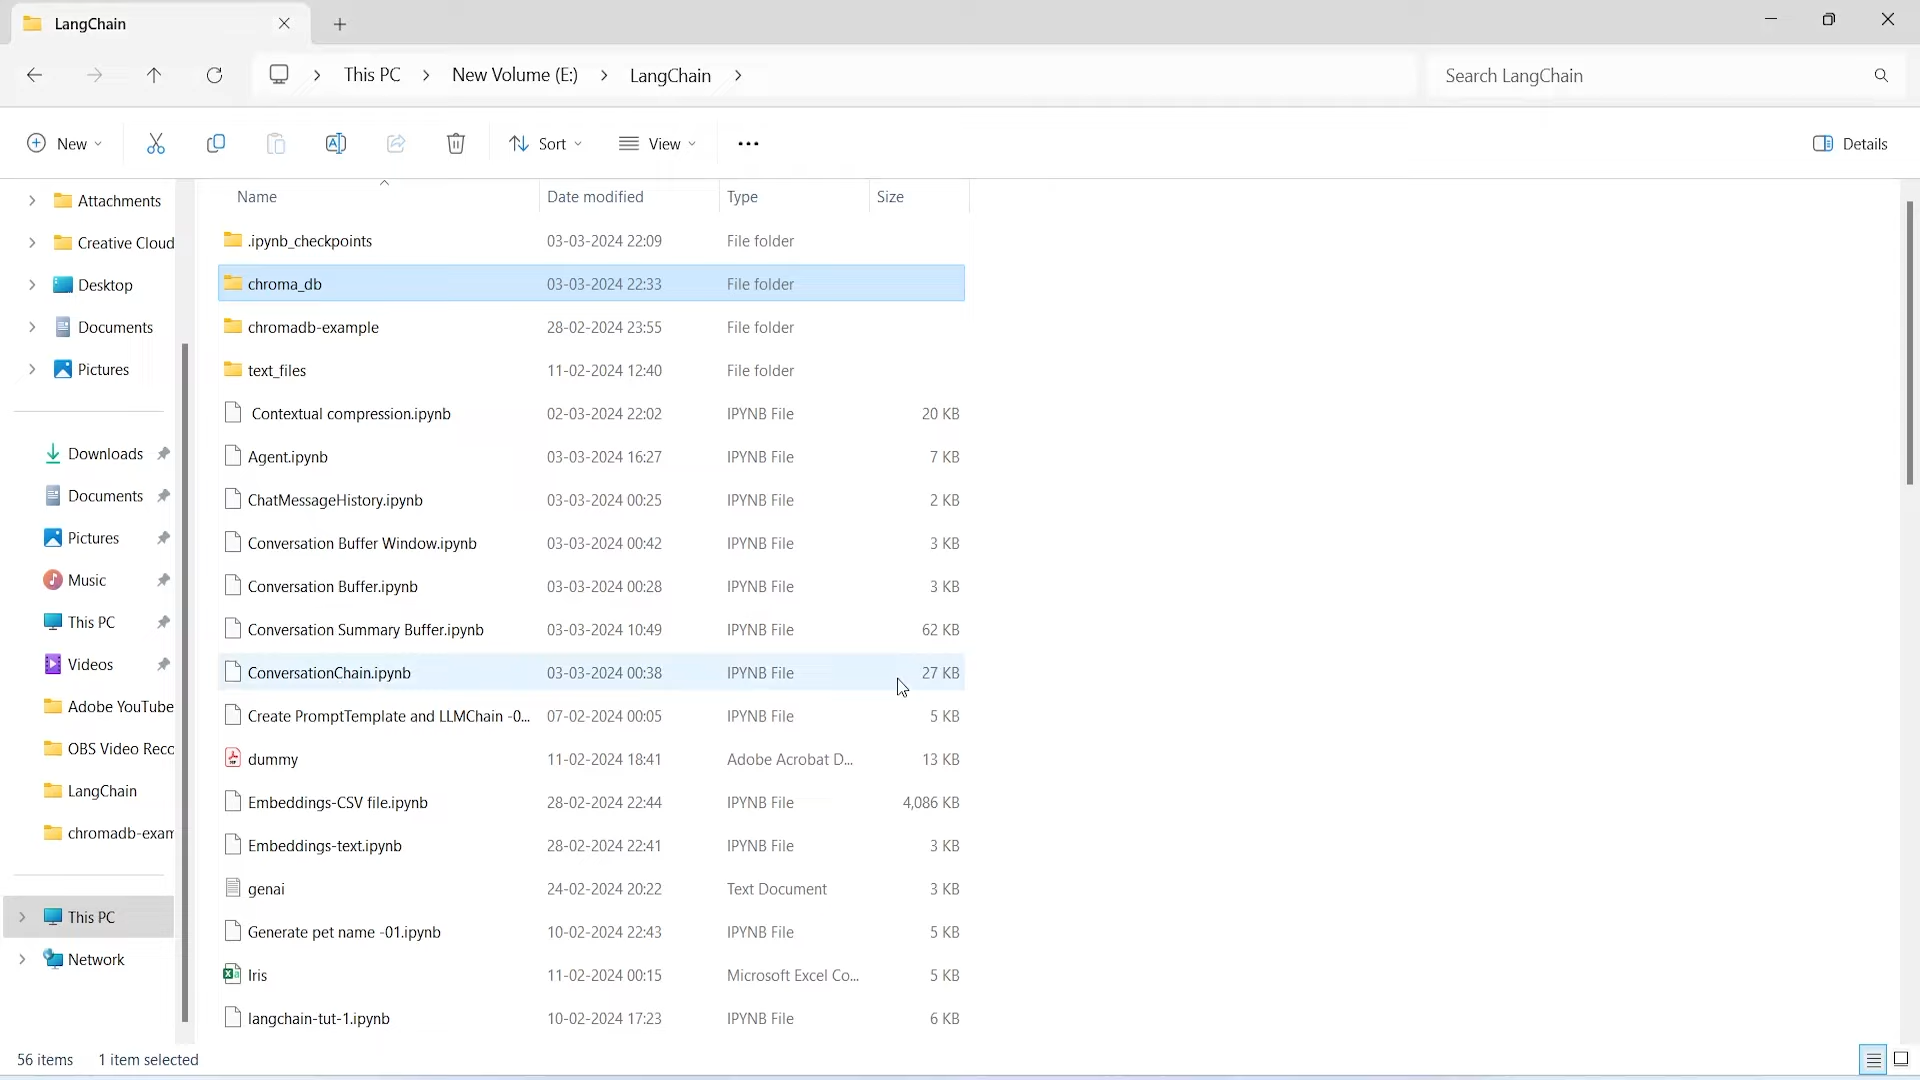 LangChain
This PC > New Volume (E:) > LangChain >
Search LangChain
New
Sort
View
Details
Name Date modified Type Size
Attachments
Creative Cloud
Desktop
Documents
Pictures
Downloads
Documents
Pictures
Music
This PC
Videos
Adobe YouTube
OBS Video Reco
LangChain
chromadb-exam
This PC
Network
.ipynb_checkpoints 03-03-2024 22:09 File folder
chroma_db 03-03-2024 22:33 File folder
chromadb-example 28-02-2024 23:55 File folder
text_files 11-02-2024 12:40 File folder
Contextual compression.ipynb 02-03-2024 22:02 IPYNB File 20 KB
Agent.ipynb 03-03-2024 16:27 IPYNB File 7 KB
ChatMessageHistory.ipynb 03-03-2024 00:25 IPYNB File 2 KB
Conversation Buffer Window.ipynb 03-03-2024 00:42 IPYNB File 3 KB
Conversation Buffer.ipynb 03-03-2024 00:28 IPYNB File 3 KB
Conversation Summary Buffer.ipynb 03-03-2024 10:49 IPYNB File 62 KB
ConversationChain.ipynb 03-03-2024 00:38 IPYNB File 27 KB
Create PromptTemplate and LLMChain -0... 07-02-2024 00:05 IPYNB File 5 KB
dummy 11-02-2024 18:41 Adobe Acrobat D... 13 KB
Embeddings-CSV file.ipynb 28-02-2024 22:44 IPYNB File 4,086 KB
Embeddings-text.ipynb 28-02-2024 22:41 IPYNB File 3 KB
genai 24-02-2024 20:22 Text Document 3 KB
Generate pet name -01.ipynb 10-02-2024 22:43 IPYNB File 5 KB
Iris 11-02-2024 00:15 Microsoft Excel Co... 5 KB
langchain-tut-1.ipynb 10-02-2024 17:23 IPYNB File 6 KB
56 items 1 item selected